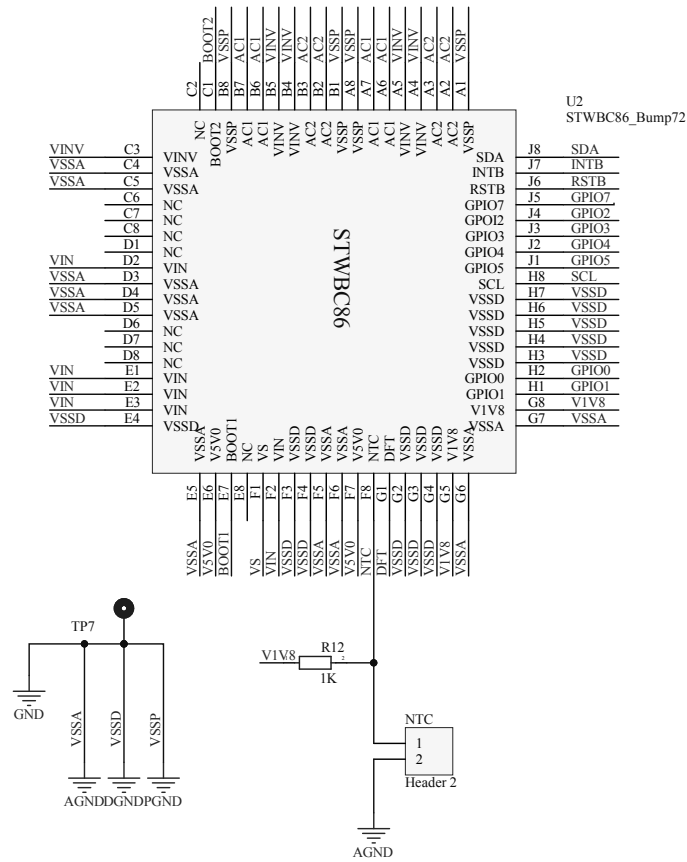 BOOT2 VSSP AC1 AC1 VINV VINV AC2 AC2 VSSP VSSP AC1 AC1 VINV VINV AC2 AC2 VSSP
C2 C1 B8 B7 B6 B5 B4 B3 B2 B1 A8 A7 A6 A5 A4 A3 A2 A1
NC BOOT2 VSSP AC1 AC1 VINV VINV AC2 AC2 VSSP VSSP AC1 AC1 VINV VINV AC2 AC2 VSSP
U2
STWBC86_Bump72
VINV C3 VINV
VSSA C4 VSSA
VSSA C5 VSSA
C6 NC
C7 NC
C8 NC
D1 NC
VIN D2 VIN
VSSA D3 VSSA
VSSA D4 VSSA
VSSA D5 VSSA
D6 NC
D7 NC
D8 NC
VIN E1 VIN
VIN E2 VIN
VIN E3 VIN
VSSD E4 VSSD
STWBC86
SDA J8 SDA
INTB J7 INTB
RSTB J6 RSTB
GPIO7 J5 GPIO7
GPOI2 J4 GPIO2
GPIO3 J3 GPIO3
GPIO4 J2 GPIO4
GPIO5 J1 GPIO5
SCL H8 SCL
VSSD H7 VSSD
VSSD H6 VSSD
VSSD H5 VSSD
VSSD H4 VSSD
VSSD H3 VSSD
GPIO0 H2 GPIO0
GPIO1 H1 GPIO1
V1V8 G8 V1V8
VSSA G7 VSSA
VSSA V5V0 BOOT1 NC VS VIN VSSD VSSD VSSA VSSA V5V0 NTC DFT VSSD VSSD VSSD V1V8 VSSA
E5 E6 E7 E8 F1 F2 F3 F4 F5 F6 F7 F8 G1 G2 G3 G4 G5 G6
VSSA V5V0 BOOT1 VS VIN VSSD VSSD VSSA VSSA V5V0 NTC DFT VSSD VSSD VSSD V1V8 VSSA
TP7
GND
VSSA VSSD VSSP
AGND DGND PGND
V1V8 R12 2
1K
NTC
1
2
Header 2
AGND